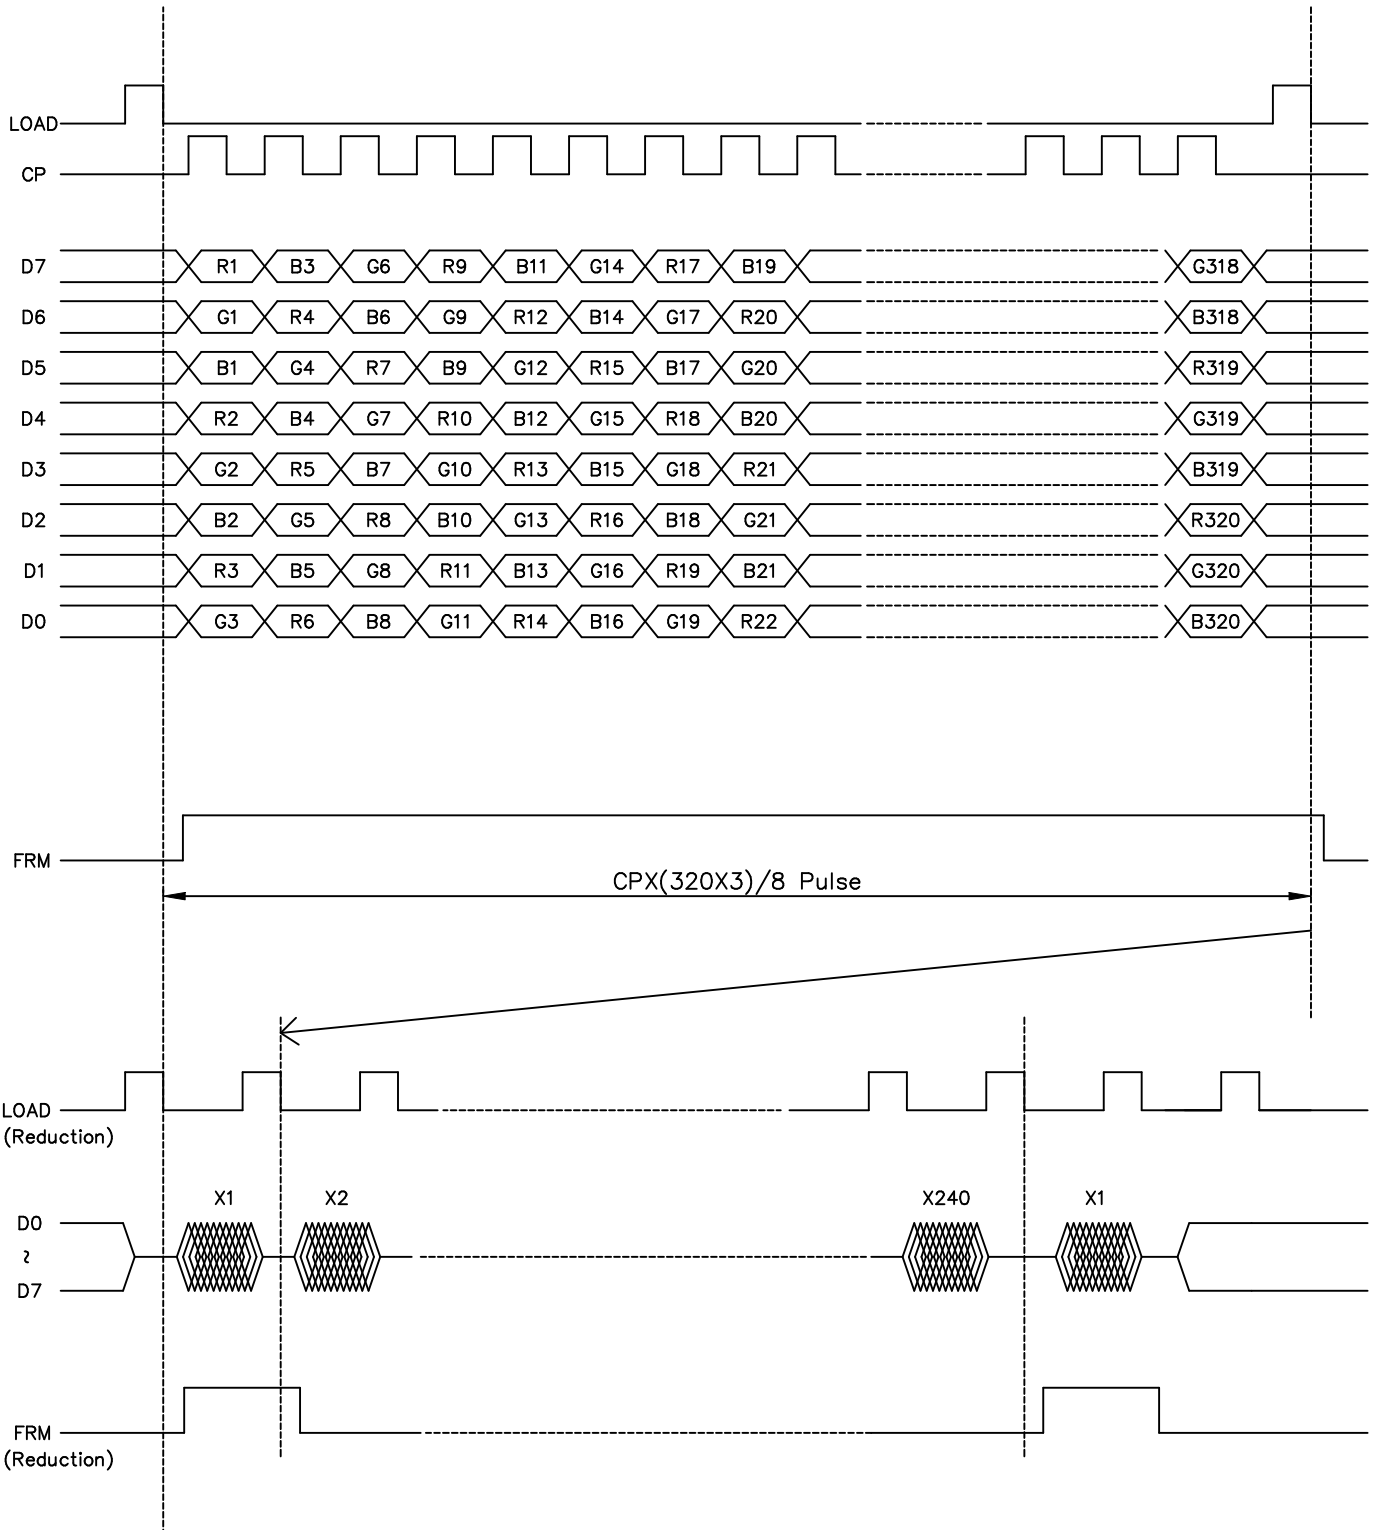 LOAD
CP
D7 R1 B3 G6 R9 B11 G14 R17 B19 G318
D6 G1 R4 B6 G9 R12 B14 G17 R20 B318
D5 B1 G4 R7 B9 G12 R15 B17 G20 R319
D4 R2 B4 G7 R10 B12 G15 R18 B20 G319
D3 G2 R5 B7 G10 R13 B15 G18 R21 B319
D2 B2 G5 R8 B10 G13 R16 B18 G21 R320
D1 R3 B5 G8 R11 B13 G16 R19 B21 G320
D0 G3 R6 B8 G11 R14 B16 G19 R22 B320
FRM
CPX(320X3)/8 Pulse
LOAD
(Reduction)
X1 X2 X240 X1
D0
~
D7
FRM
(Reduction)